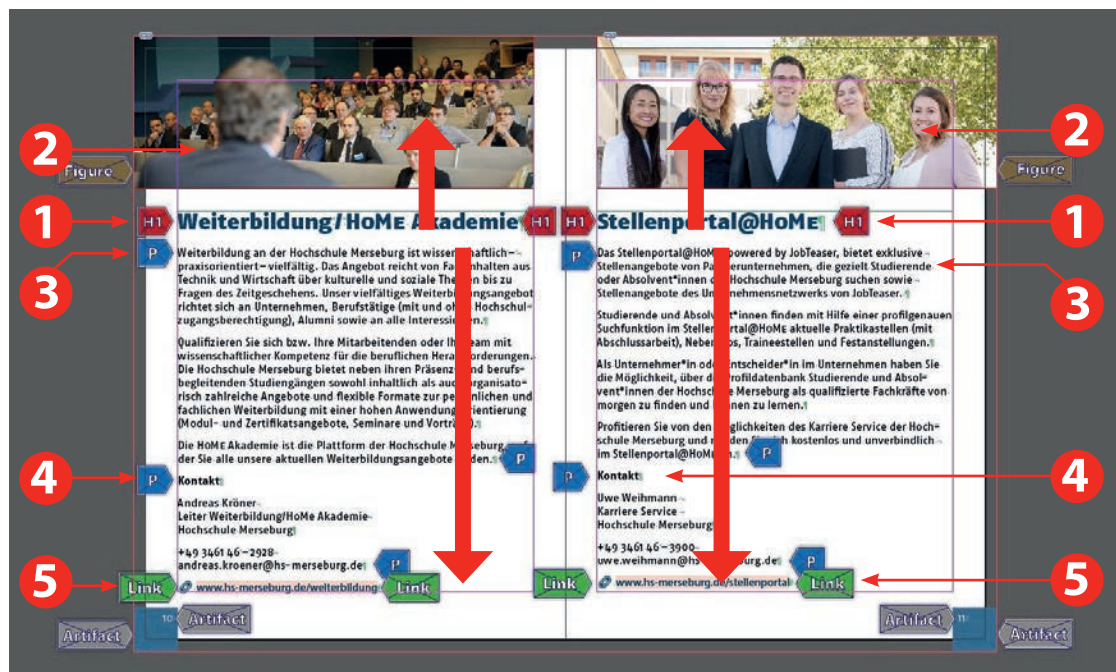 2
Figure
1
H1
Weiterbildung/HoMe Akademie
H1
3
P
Weiterbildung an der Hochschule Merseburg ist wissenschaftlich –
praxisorientiert – vielfältig. Das Angebot reicht von Fachinhalten aus
Technik und Wirtschaft über kulturelle und soziale Themen bis zu
Fragen des Zeitgeschehens. Unser vielfältiges Weiterbildungsangebot
richtet sich an Unternehmen, Berufstätige (mit und ohne Hochschul-
zugangsberechtigung), Alumni sowie an alle Interessierten.
Qualifizieren Sie sich bzw. Ihre Mitarbeitenden oder Ihr Team mit
wissenschaftlicher Kompetenz für die beruflichen Herausforderungen.
Die Hochschule Merseburg bietet neben ihren Präsenz- und berufs-
begleitenden Studiengängen sowohl inhaltlich als auch organisato-
risch zahlreiche Angebote und flexible Formate zur persönlichen und
fachlichen Weiterbildung mit einer hohen Anwendungsorientierung
(Modul- und Zertifikatsangebote, Seminare und Vorträge).
Die HoMe Akademie ist die Plattform der Hochschule Merseburg, auf
der Sie alle unsere aktuellen Weiterbildungsangebote finden.
P
4
P
Kontakt
Andreas Kröner
Leiter Weiterbildung/HoMe Akademie
Hochschule Merseburg
+49 3461 46 – 2928
andreas.kroener@hs-merseburg.de
P
5
Link
www.hs-merseburg.de/weiterbildung
Link
Artifact
10
Artifact
2
Figure
1
H1
Stellenportal@HoMe
H1
3
P
Das Stellenportal@HoMe, powered by JobTeaser, bietet exklusive
Stellenangebote von Partnerunternehmen, die gezielt Studierende
oder Absolvent*innen der Hochschule Merseburg suchen sowie
Stellenangebote des Unternehmensnetzwerks von JobTeaser.
Studierende und Absolvent*innen finden mit Hilfe einer profilgenauen
Suchfunktion im Stellenportal@HoMe aktuelle Praktikastellen (mit
Abschlussarbeit), Nebenjobs, Traineestellen und Festanstellungen.
Als Unternehmer*in oder Entscheider*in im Unternehmen haben Sie
die Möglichkeit, über die Profildatenbank Studierende und Absol-
vent*innen der Hochschule Merseburg als qualifizierte Fachkräfte von
morgen zu finden und kennen zu lernen.
Profitieren Sie von den Möglichkeiten des Karriere Service der Hoch-
schule Merseburg und melden Sie sich kostenlos und unverbindlich
im Stellenportal@HoMe an.
P
4
P
Kontakt
Uwe Weihmann
Karriere Service
Hochschule Merseburg
+49 3461 46 – 3900
uwe.weihmann@hs-merseburg.de
P
5
Link
www.hs-merseburg.de/stellenportal
Link
Artifact
11
Artifact